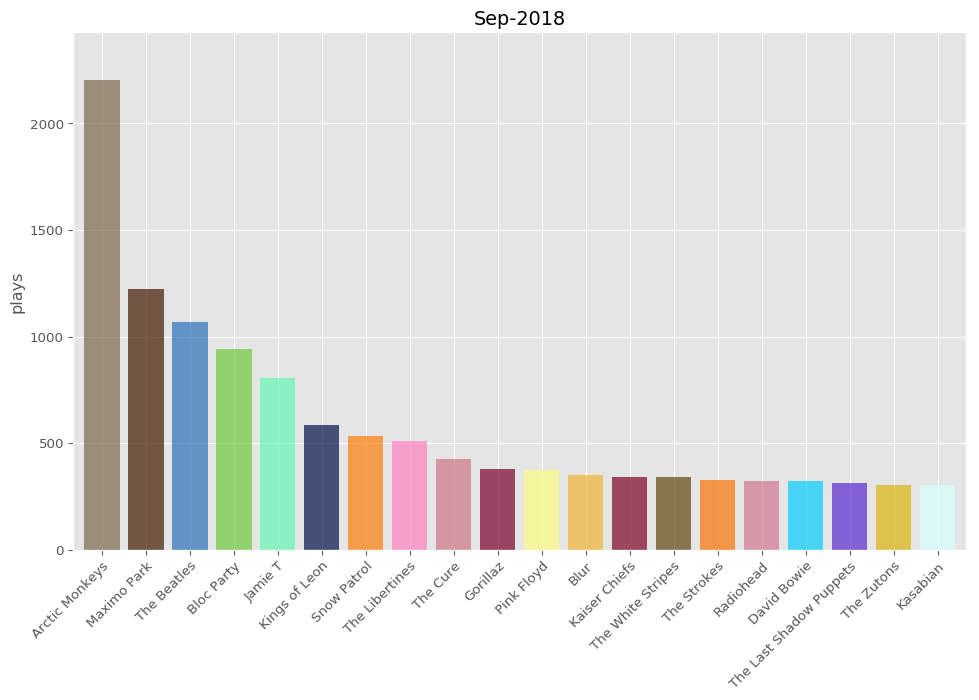 Sep-2018
plays
2000
1500
1000
500
0
Arctic Monkeys
Maximo Park
The Beatles
Bloc Party
Jamie T
Kings of Leon
Snow Patrol
The Libertines
The Cure
Gorillaz
Pink Floyd
Blur
Kaiser Chiefs
The White Stripes
The Strokes
Radiohead
David Bowie
The Last Shadow Puppets
The Zutons
Kasabian